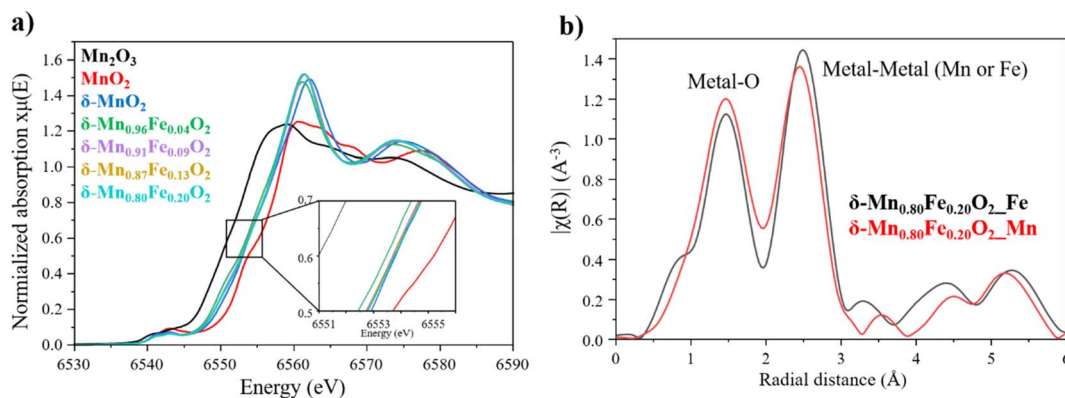 a)
Normialized absorption xμ(E)
1.6
1.4
1.2
1.0
0.8
0.6
0.4
0.2
0.0
Mn₂O₃
MnO₂
δ-MnO₂
δ-Mn₀.₉₆Fe₀.₀₄O₂
δ-Mn₀.₉₁Fe₀.₀₉O₂
δ-Mn₀.₈₇Fe₀.₁₃O₂
δ-Mn₀.₈₀Fe₀.₂₀O₂
0.7
0.6
0.5
6551 6553 6555
Energy (eV)
6530 6540 6550 6560 6570 6580 6590
Energy (eV)
b)
|χ(R)| (A⁻³)
1.4
1.2
1.0
0.8
0.6
0.4
0.2
0.0
Metal-O
Metal-Metal (Mn or Fe)
δ-Mn₀.₈₀Fe₀.₂₀O₂_Fe
δ-Mn₀.₈₀Fe₀.₂₀O₂_Mn
0 1 2 3 4 5 6
Radial distance (Å)